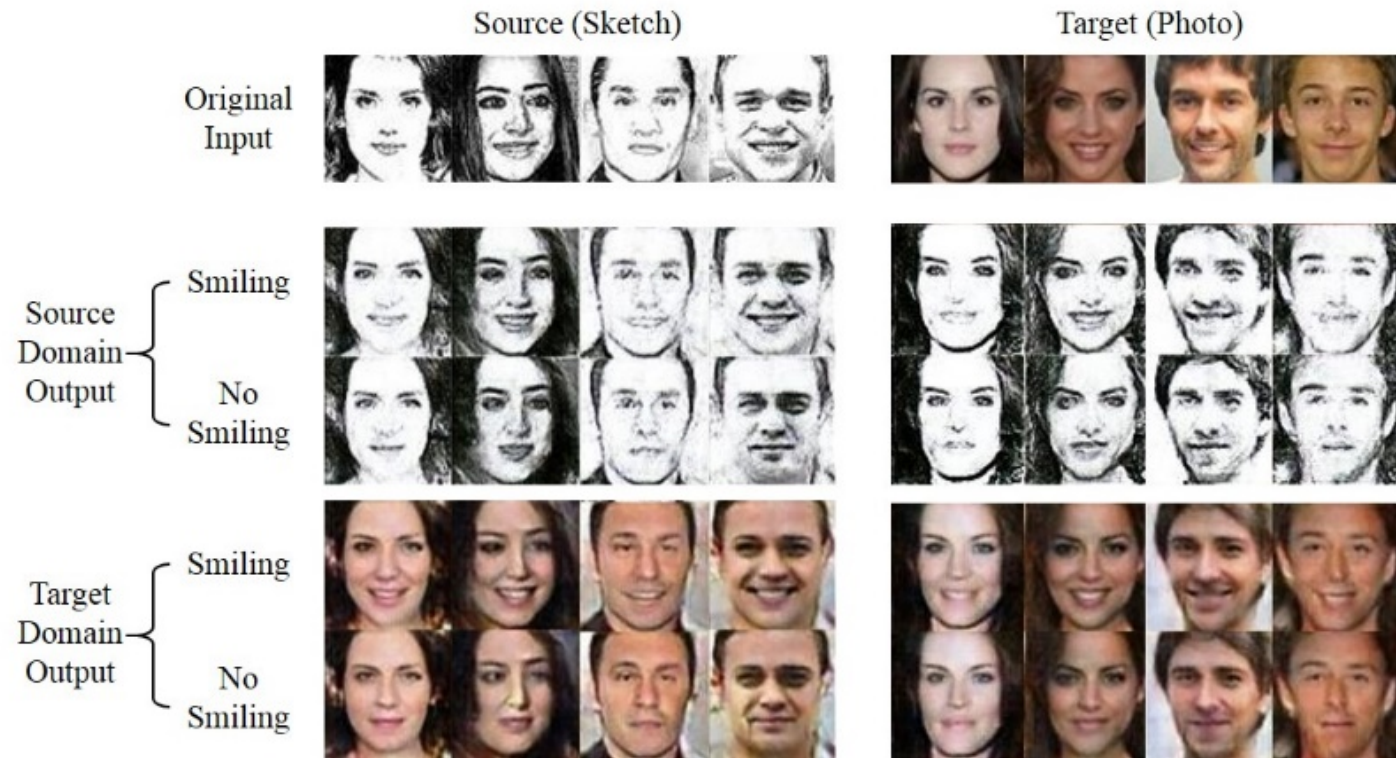 Source (Sketch)
Target (Photo)
Original
Input
Source
Domain
Output
Smiling
No
Smiling
Target
Domain
Output
Smiling
No
Smiling